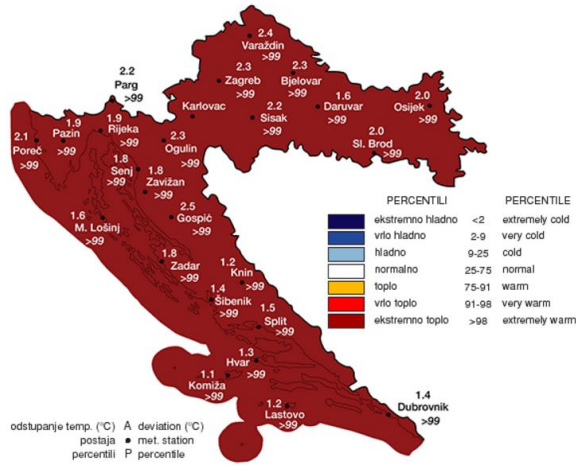 2.4
Varaždin
>99
2.3
Zagreb
>99
2.3
Bjelovar
>99
2.2
Parg
>99
Karlovac
2.2
Sisak
>99
1.6
Daruvar
>99
2.0
Osijek
>99
2.1
Poreč
>99
1.9
Pazin
>99
1.9
Rijeka
>99
2.3
Ogulin
>99
2.0
Sl. Brod
>99
1.8
Senj
>99
1.8
Zavižan
>99
2.5
Gospić
>99
1.6
M. Lošinj
>99
1.8
Zadar
>99
1.2
Knin
>99
1.4
Šibenik
>99
1.5
Split
>99
1.3
Hvar
>99
1.1
Komiža
>99
1.2
Lastovo
>99
1.4
Dubrovnik
>99
PERCENTILI PERCENTILE
ekstremno hladno <2 extremely cold
vrlo hladno 2-9 very cold
hladno 9-25 cold
normalno 25-75 normal
toplo 75-91 warm
vrlo toplo 91-98 very warm
ekstremno toplo >98 extremely warm
odstupanje temp. (°C) A deviation (°C)
postaja • met. station
percentili P percentile